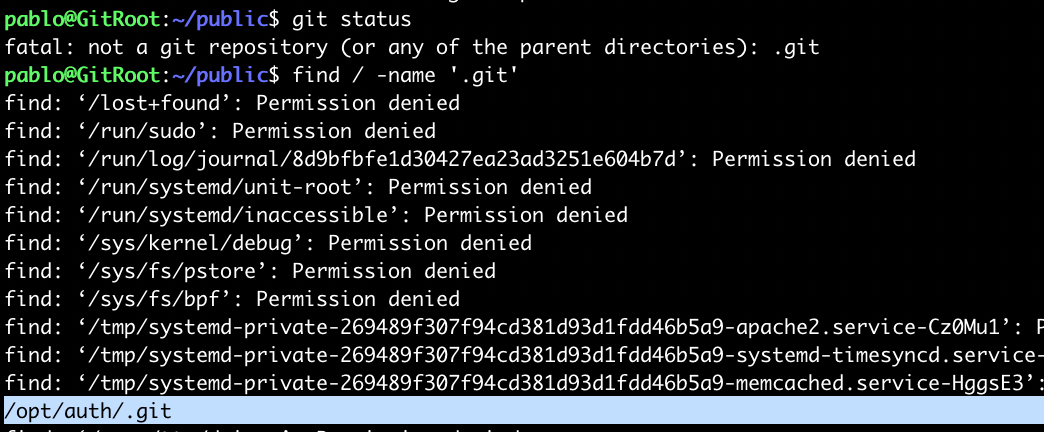 pablo@GitRoot:~/public$ git status
fatal: not a git repository (or any of the parent directories): .git
pablo@GitRoot:~/public$ find / -name '.git'
find: ‘/lost+found’: Permission denied
find: ‘/run/sudo’: Permission denied
find: ‘/run/log/journal/8d9bfbfe1d30427ea23ad3251e604b7d’: Permission denied
find: ‘/run/systemd/unit-root’: Permission denied
find: ‘/run/systemd/inaccessible’: Permission denied
find: ‘/sys/kernel/debug’: Permission denied
find: ‘/sys/fs/pstore’: Permission denied
find: ‘/sys/fs/bpf’: Permission denied
find: ‘/tmp/systemd-private-269489f307f94cd381d93d1fdd46b5a9-apache2.service-Cz0Mu1’: P
find: ‘/tmp/systemd-private-269489f307f94cd381d93d1fdd46b5a9-systemd-timesyncd.service-
find: ‘/tmp/systemd-private-269489f307f94cd381d93d1fdd46b5a9-memcached.service-HggsE3’:
/opt/auth/.git